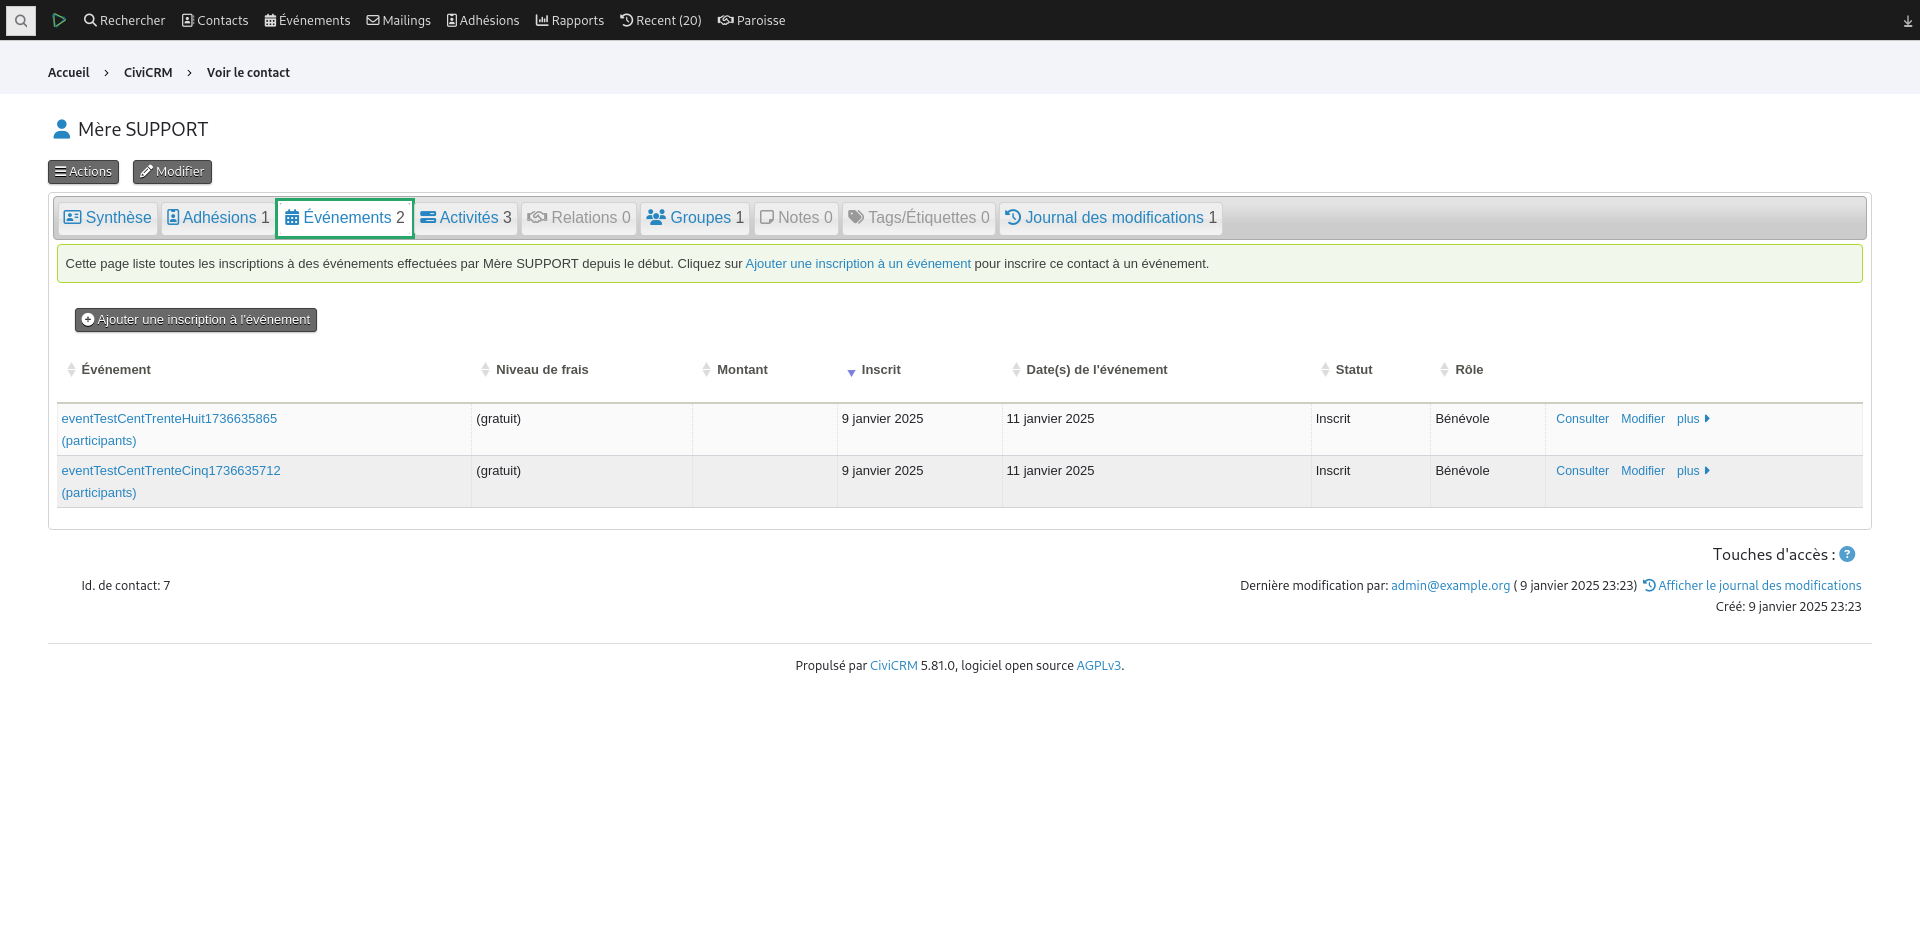 Rechercher Contacts Événements Mailings Adhésions Rapports Recent (20) Paroisse
Accueil › CiviCRM › Voir le contact
Mère SUPPORT
Actions Modifier
Synthèse Adhésions 1 Événements 2 Activités 3 Relations 0 Groupes 1 Notes 0 Tags/Étiquettes 0 Journal des modifications 1
Cette page liste toutes les inscriptions à des événements effectuées par Mère SUPPORT depuis le début. Cliquez sur Ajouter une inscription à un événement pour inscrire ce contact à un événement.
Ajouter une inscription à l'événement
Événement Niveau de frais Montant Inscrit Date(s) de l'événement Statut Rôle
eventTestCentTrenteHuit1736635865 (gratuit) 9 janvier 2025 11 janvier 2025 Inscrit Bénévole Consulter Modifier plus
(participants)
eventTestCentTrenteCinq1736635712 (gratuit) 9 janvier 2025 11 janvier 2025 Inscrit Bénévole Consulter Modifier plus
(participants)
Touches d'accès : ?
Id. de contact: 7 Dernière modification par: admin@example.org ( 9 janvier 2025 23:23) Afficher le journal des modifications
Créé: 9 janvier 2025 23:23
Propulsé par CiviCRM 5.81.0, logiciel open source AGPLv3.